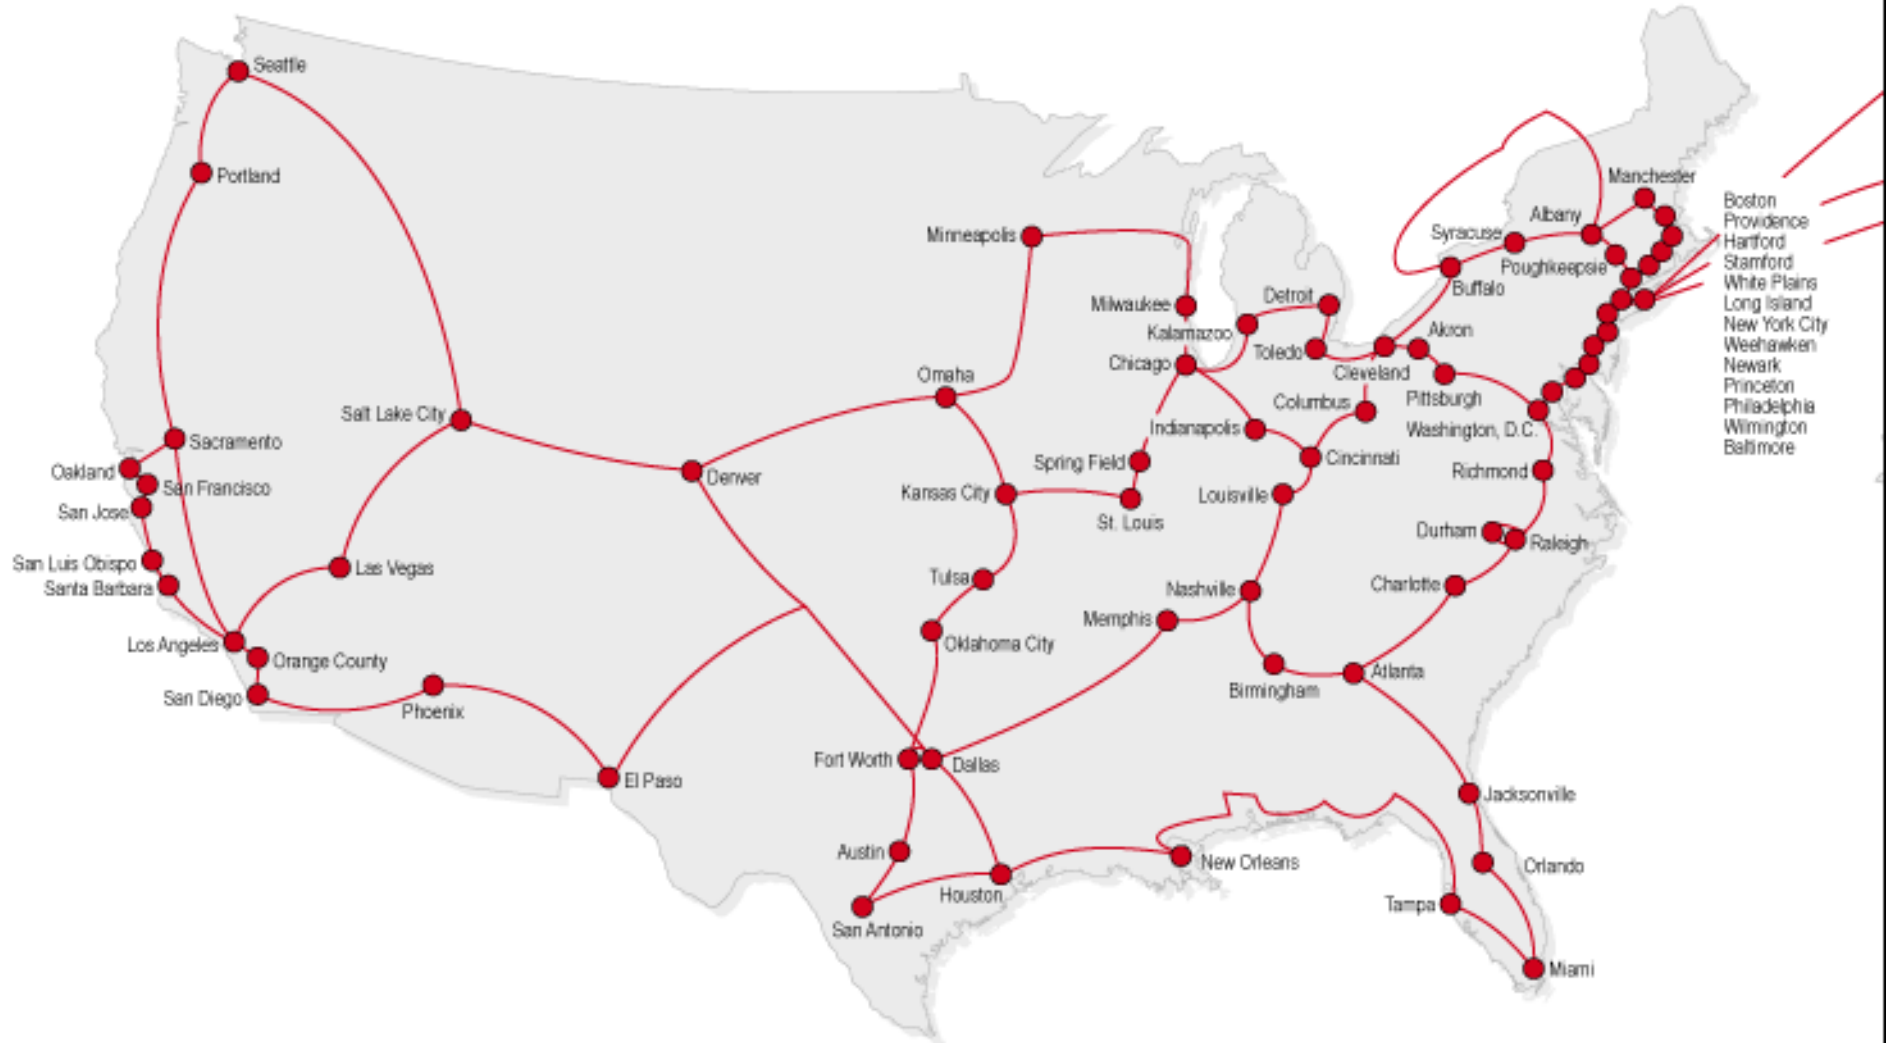 Seattle
Portland
Manchester
Boston
Albany
Providence
Syracuse
Minneapolis
Hartford
Poughkeepsie
Stamford
Buffalo
White Plains
Detroit
Milwaukee
Long Island
Kalamazoo
Akron
New York City
Toledo
Weehawken
Chicago
Newark
Cleveland
Omaha
Princeton
Pittsburgh
Columbus
Philadelphia
Salt Lake City
Indianapolis
Washington, D.C.
Wilmington
Sacramento
Baltimore
Cincinnati
Spring Field
Oakland
Richmond
Denver
San Francisco
Kansas City
Louisville
San Jose
St. Louis
Durham
Raleigh
San Luis Obispo
Las Vegas
Tulsa
Charlotte
Santa Barbara
Nashville
Memphis
Los Angeles
Oklahoma City
Orange County
Atlanta
Birmingham
San Diego
Phoenix
Fort Worth
Dallas
El Paso
Jacksonville
Austin
New Orleans
Orlando
Houston
Tampa
San Antonio
Miami